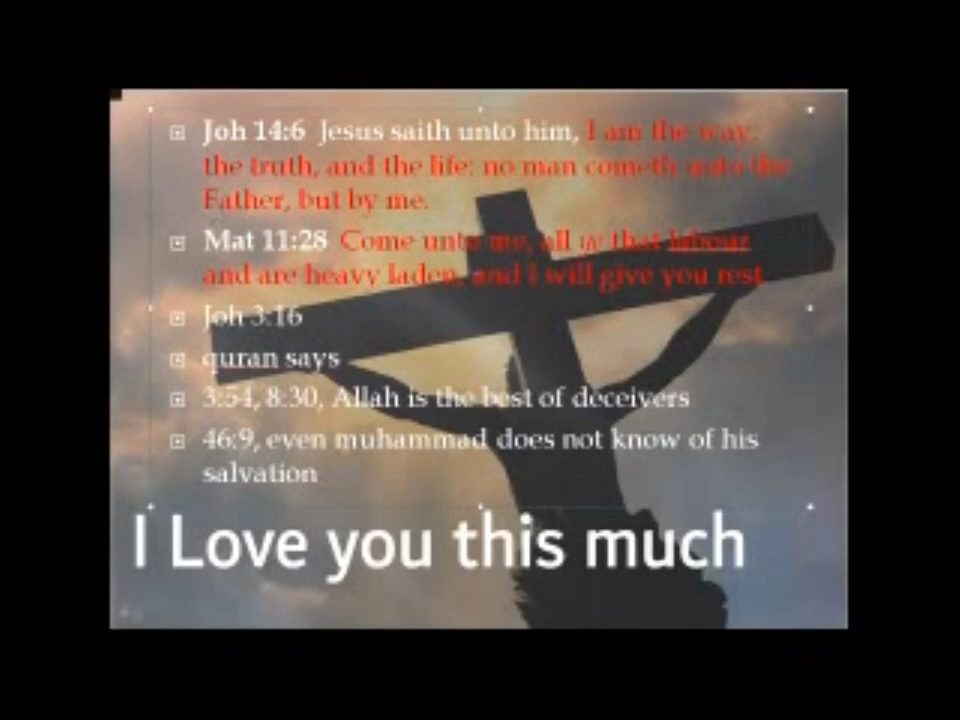 Joh 14:6 Jesus saith unto him, I am the way,
the truth, and the life: no man cometh unto the
Father, but by me.
Mat 11:28 Come unto me, all ye that labour
and are heavy laden, and I will give you rest
Joh 3:16
quran says
3:54, 8:30, Allah is the best of deceivers
46:9, even muhammad does not know of his
salvation
I Love you this much